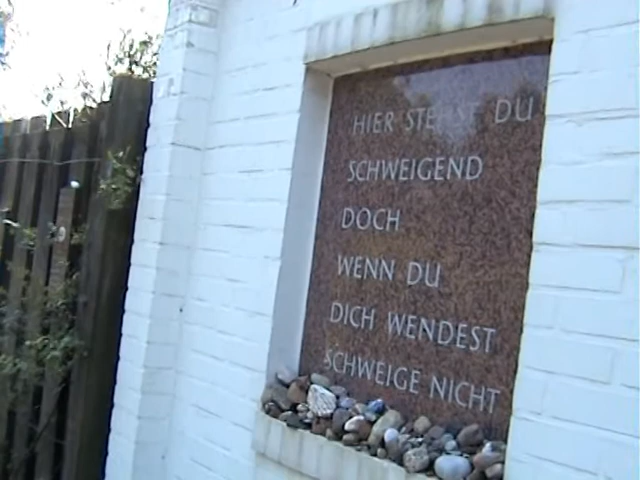 HIER STEHST DU
SCHWEIGEND
DOCH
WENN DU
DICH WENDEST
SCHWEIGE NICHT